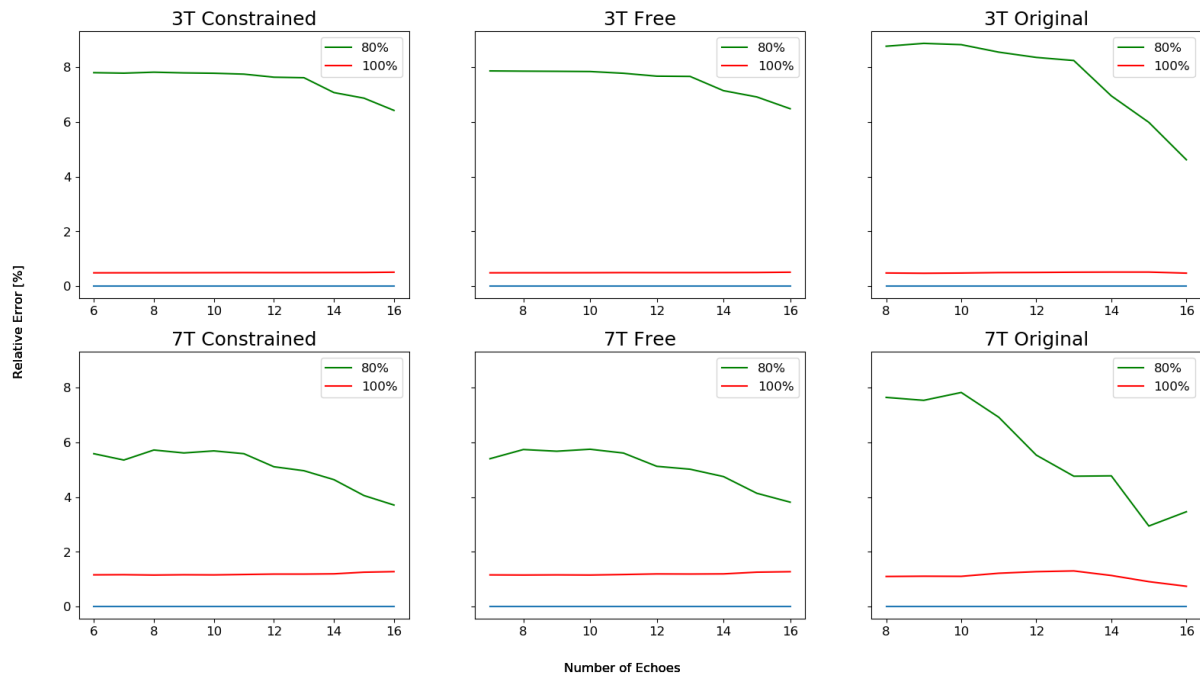 3T Constrained
3T Free
3T Original
80%
100%
80%
100%
80%
100%
8
6
4
2
0
6 8 10 12 14 16
8 10 12 14 16
8 10 12 14 16
Relative Error [%]
7T Constrained
7T Free
7T Original
80%
100%
80%
100%
80%
100%
8
6
4
2
0
6 8 10 12 14 16
8 10 12 14 16
8 10 12 14 16
Number of Echoes